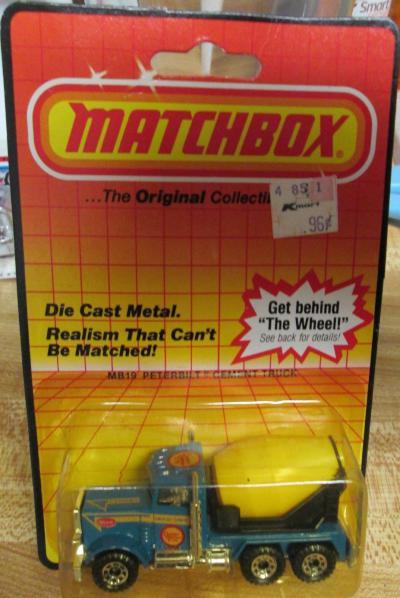 Smart
MATCHBOX®
...The Original Collecti
4 85 1
Kmart
.96¢
Die Cast Metal.
Realism That Can't
Be Matched!
Get behind
"The Wheel!"
See back for details!
MB19 PETERBILT CEMENT TRUCK